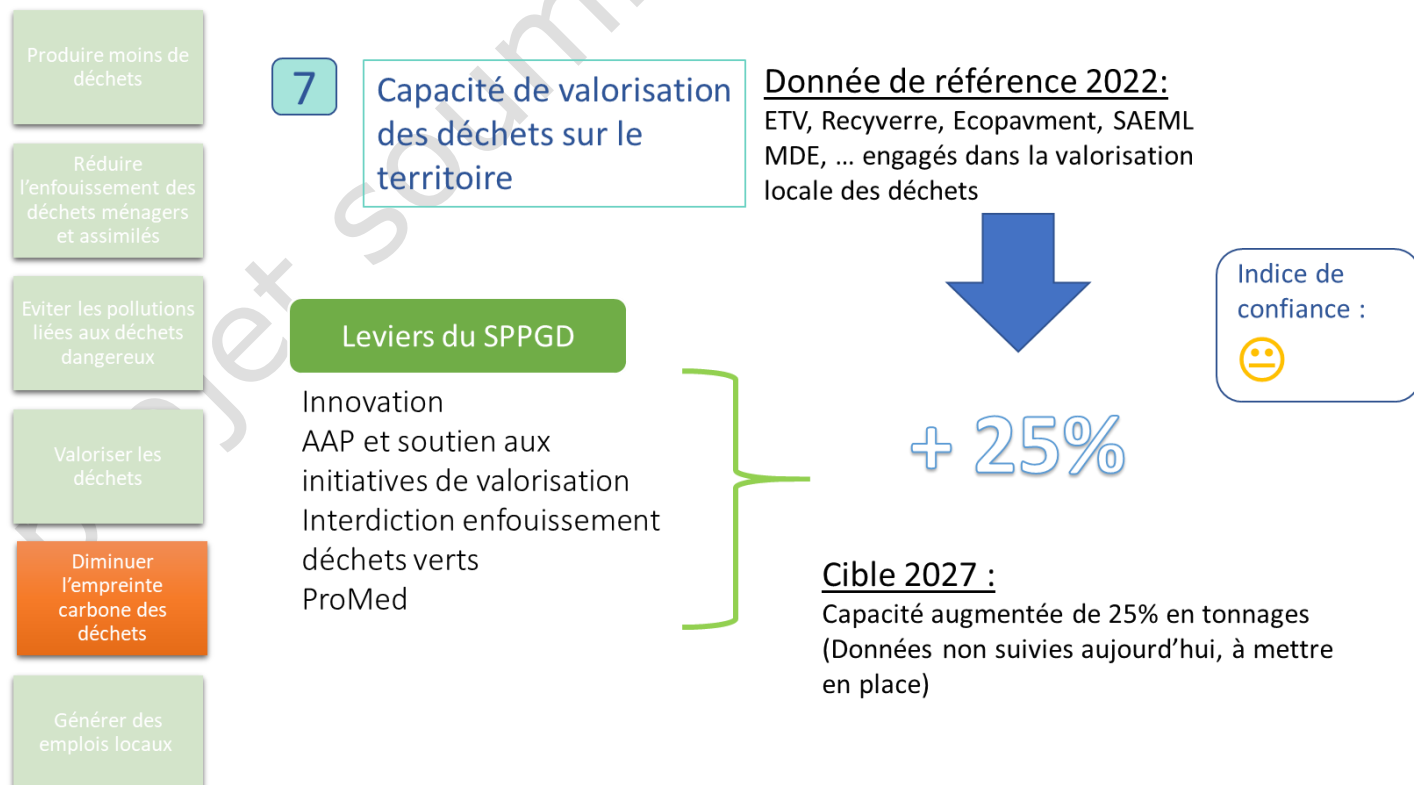 Produire moins de
déchets
Réduire
l'enfouissement des
déchets ménagers
et assimilés
Eviter les pollutions
liées aux déchets
dangereux
Valoriser les
déchets
Diminuer
l'empreinte
carbone des
déchets
Générer des
emplois locaux
7
Capacité de valorisation
des déchets sur le
territoire
Donnée de référence 2022:
ETV, Recyverre, Ecopavment, SAEML
MDE, … engagés dans la valorisation
locale des déchets
Indice de
confiance :
Leviers du SPPGD
Innovation
AAP et soutien aux
initiatives de valorisation
Interdiction enfouissement
déchets verts
ProMed
+ 25%
Cible 2027 :
Capacité augmentée de 25% en tonnages
(Données non suivies aujourd'hui, à mettre
en place)